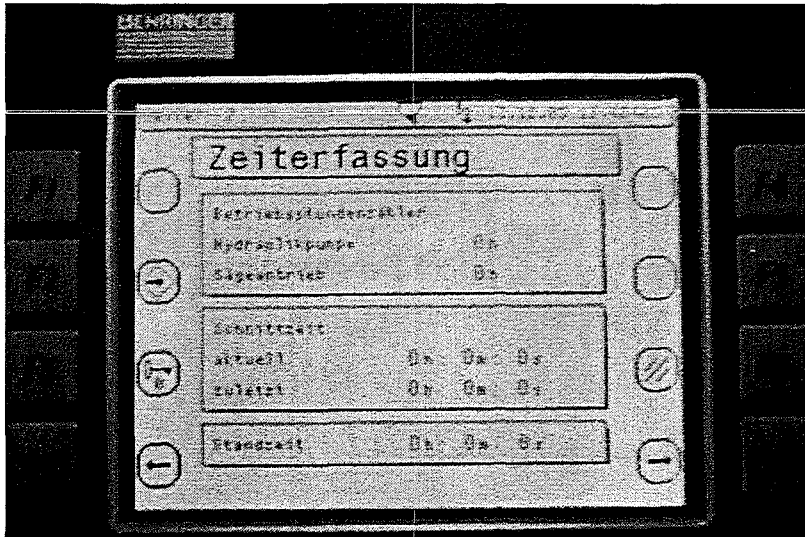 BEHRINGER
Zeiterfassung
Betriebsstundenzähler
Hydraulikpumpe 0h
Sägeantrieb 0h
Schnittzeit
aktuell 0h 0m 0s
zuletzt 0h 0m 0s
Standzeit 0h 0m 0s